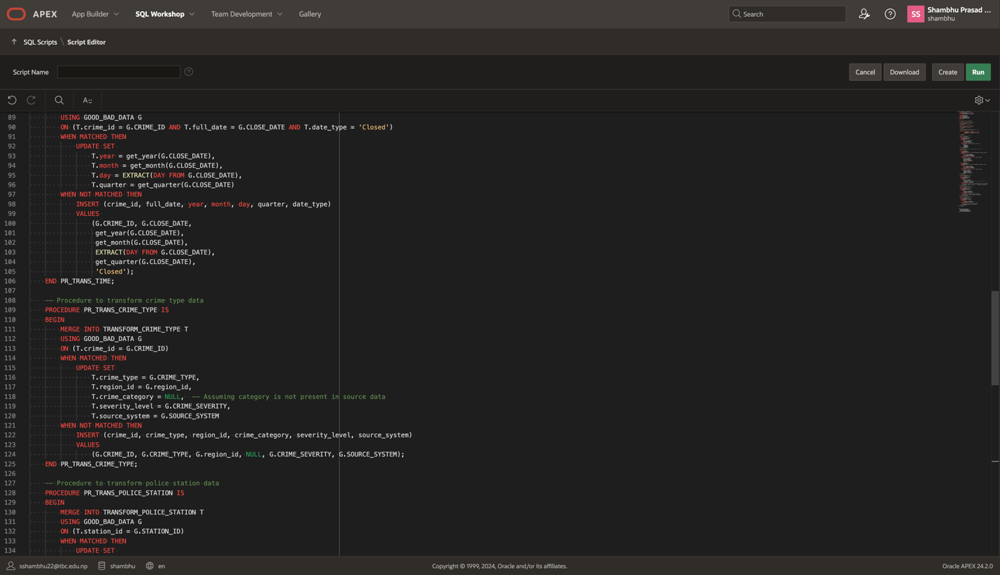 APEX App Builder SQL Workshop Team Development Gallery Search SS Shambhu Prasad ...
shambhu
SQL Scripts \ Script Editor
Script Name Cancel Download Create Run
89 USING GOOD_BAD_DATA G
90 ON (T.crime_id = G.CRIME_ID AND T.full_date = G.CLOSE_DATE AND T.date_type = 'Closed')
91 WHEN MATCHED THEN
92 UPDATE SET
93 T.year = get_year(G.CLOSE_DATE),
94 T.month = get_month(G.CLOSE_DATE),
95 T.day = EXTRACT(DAY FROM G.CLOSE_DATE),
96 T.quarter = get_quarter(G.CLOSE_DATE)
97 WHEN NOT MATCHED THEN
98 INSERT (crime_id, full_date, year, month, day, quarter, date_type)
99 VALUES
100 (G.CRIME_ID, G.CLOSE_DATE,
101 get_year(G.CLOSE_DATE),
102 get_month(G.CLOSE_DATE),
103 EXTRACT(DAY FROM G.CLOSE_DATE),
104 get_quarter(G.CLOSE_DATE),
105 'Closed');
106 END PR_TRANS_TIME;
107
108 -- Procedure to transform crime type data
109 PROCEDURE PR_TRANS_CRIME_TYPE IS
110 BEGIN
111 MERGE INTO TRANSFORM_CRIME_TYPE T
112 USING GOOD_BAD_DATA G
113 ON (T.crime_id = G.CRIME_ID)
114 WHEN MATCHED THEN
115 UPDATE SET
116 T.crime_type = G.CRIME_TYPE,
117 T.region_id = G.region_id,
118 T.crime_category = NULL, -- Assuming category is not present in source data
119 T.severity_level = G.CRIME_SEVERITY,
120 T.source_system = G.SOURCE_SYSTEM
121 WHEN NOT MATCHED THEN
122 INSERT (crime_id, crime_type, region_id, crime_category, severity_level, source_system)
123 VALUES
124 (G.CRIME_ID, G.CRIME_TYPE, G.region_id, NULL, G.CRIME_SEVERITY, G.SOURCE_SYSTEM);
125 END PR_TRANS_CRIME_TYPE;
126
127 -- Procedure to transform police station data
128 PROCEDURE PR_TRANS_POLICE_STATION IS
129 BEGIN
130 MERGE INTO TRANSFORM_POLICE_STATION T
131 USING GOOD_BAD_DATA G
132 ON (T.station_id = G.STATION_ID)
133 WHEN MATCHED THEN
134 UPDATE SET
sshambhu22@tbc.edu.np shambhu en Copyright © 1999, 2024, Oracle and/or its affiliates. Oracle APEX 24.2.0